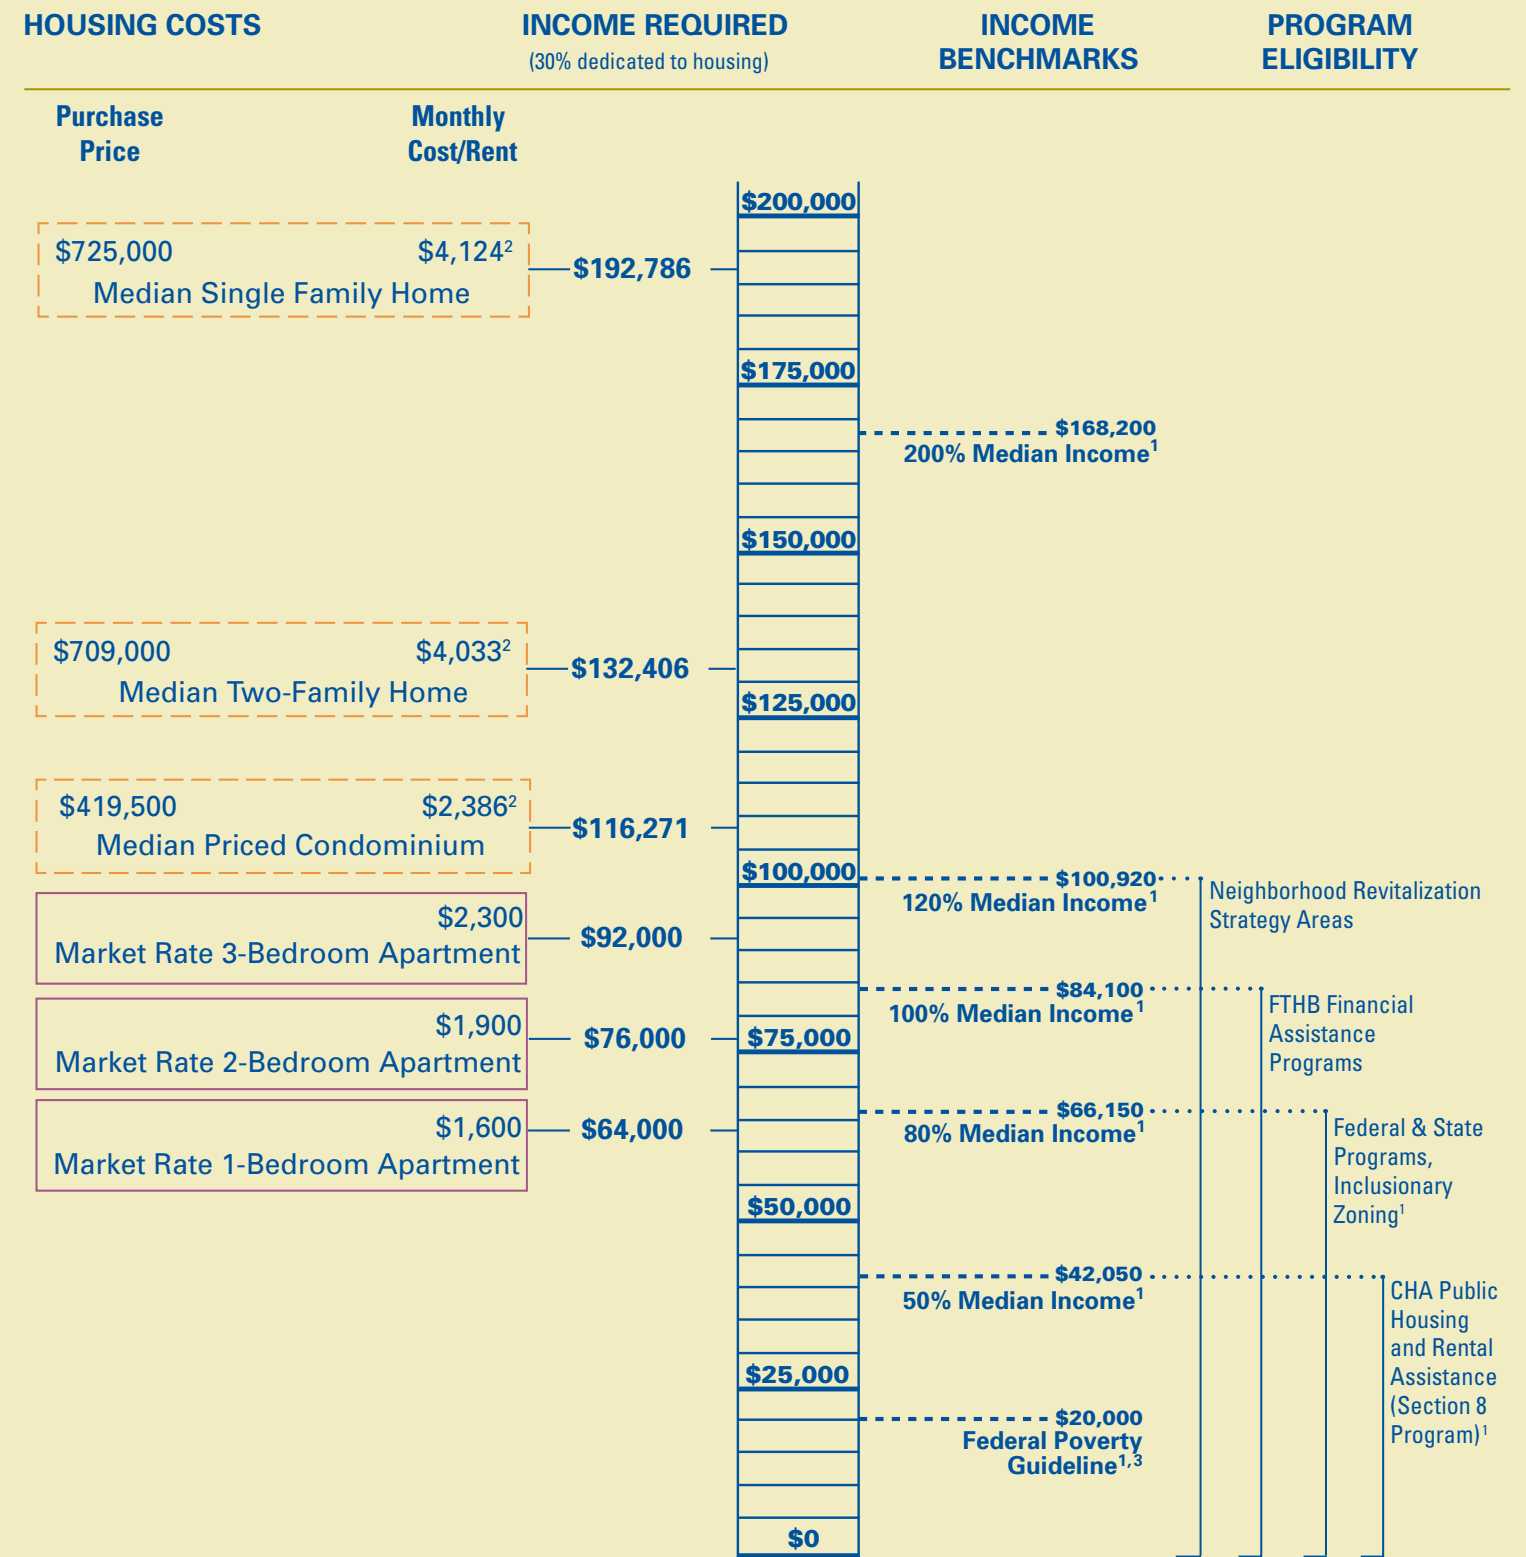 HOUSING COSTS
INCOME REQUIRED
(30% dedicated to housing)
INCOME
BENCHMARKS
PROGRAM
ELIGIBILITY
Purchase
Price
Monthly
Cost/Rent
$200,000
$725,000 $4,124²
Median Single Family Home
$192,786
$175,000
$168,200
200% Median Income¹
$150,000
$709,000 $4,033²
Median Two-Family Home
$132,406
$125,000
$419,500 $2,386²
Median Priced Condominium
$116,271
$100,000
$100,920
120% Median Income¹
Neighborhood Revitalization
Strategy Areas
$2,300
Market Rate 3-Bedroom Apartment
$92,000
$84,100
100% Median Income¹
FTHB Financial
Assistance
Programs
$1,900
Market Rate 2-Bedroom Apartment
$76,000
$75,000
$66,150
80% Median Income¹
Federal & State
Programs,
Inclusionary
Zoning¹
$1,600
Market Rate 1-Bedroom Apartment
$64,000
$50,000
$42,050
50% Median Income¹
CHA Public
Housing
and Rental
Assistance
(Section 8
Program)¹
$25,000
$20,000
Federal Poverty
Guideline¹,³
$0